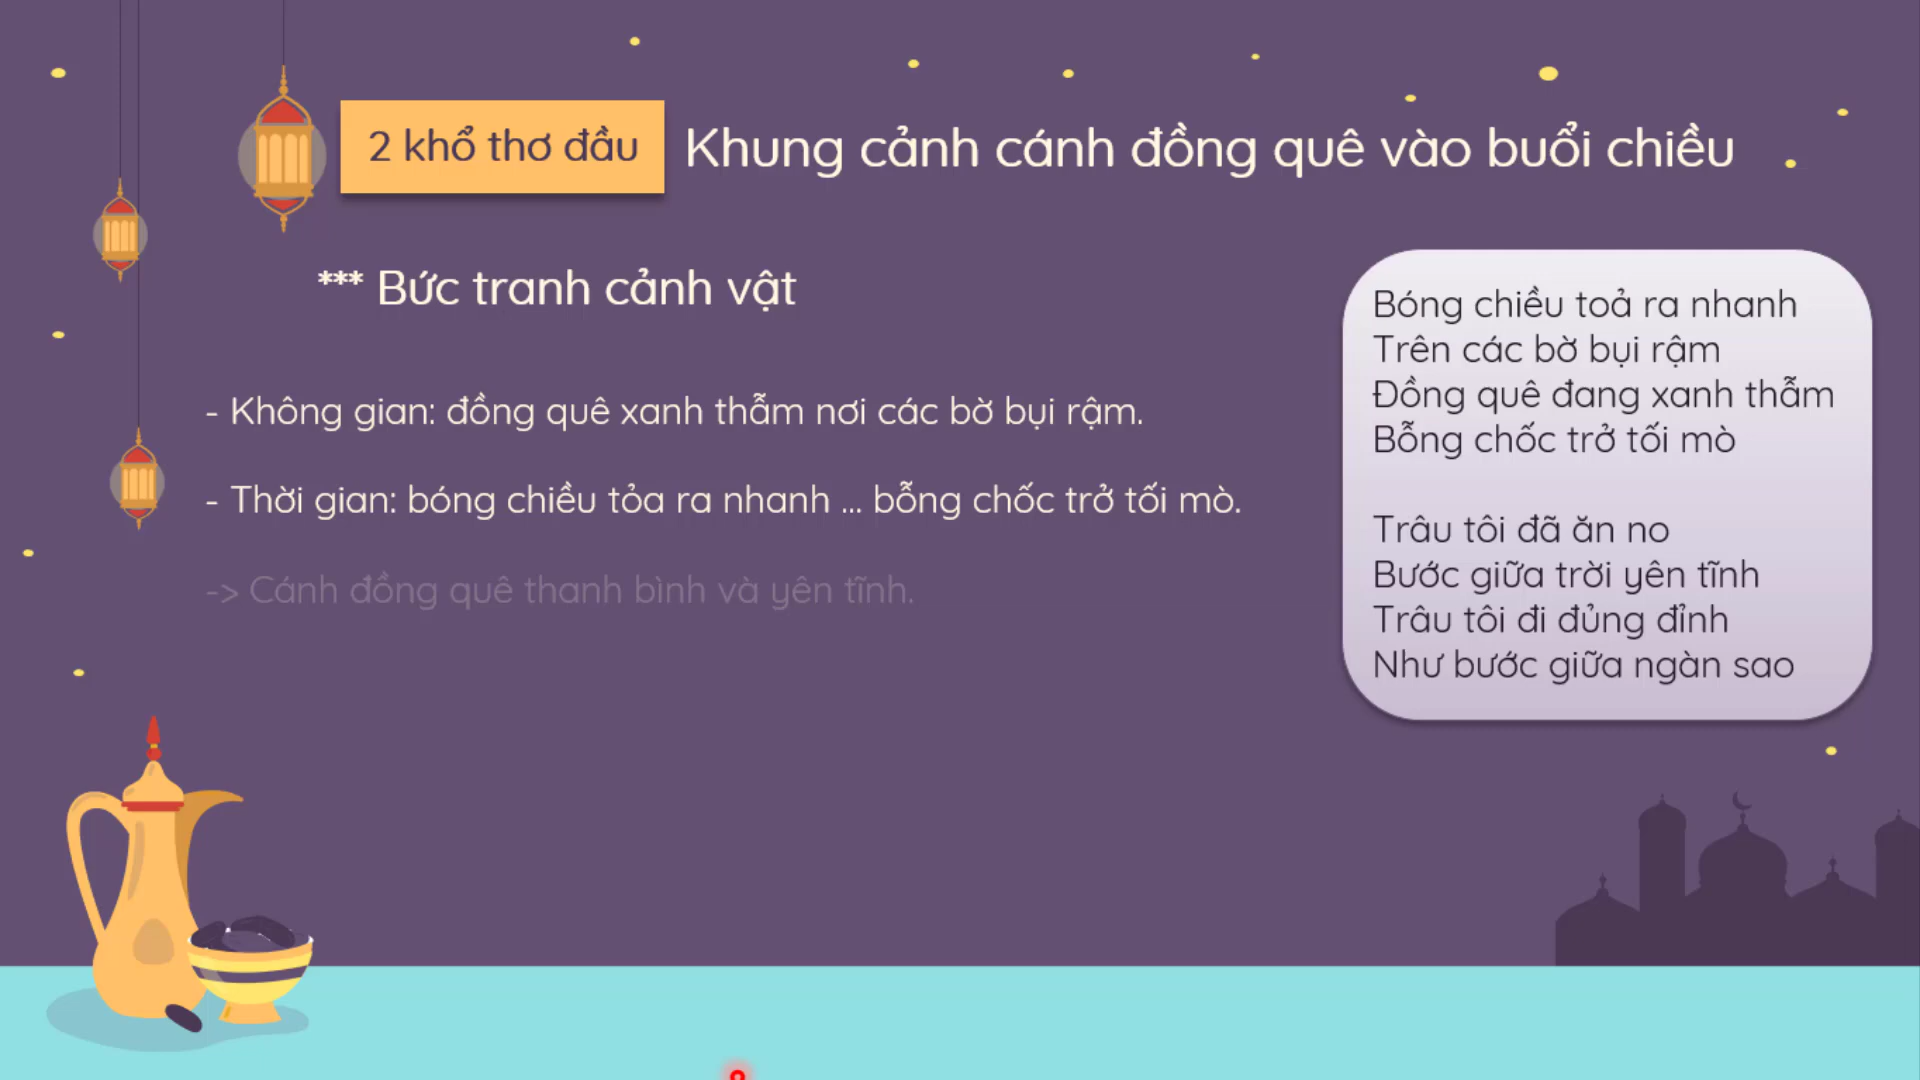 2 khổ thơ đầu
Khung cảnh cánh đồng quê vào buổi chiều
*** Bức tranh cảnh vật
- Không gian: đồng quê xanh thẫm nơi các bờ bụi rậm.
- Thời gian: bóng chiều tỏa ra nhanh ... bỗng chốc trở tối mò.
-> Cánh đồng quê thanh bình và yên tĩnh.
Bóng chiều toả ra nhanh
Trên các bờ bụi rậm
Đồng quê đang xanh thẫm
Bỗng chốc trở tối mò
Trâu tôi đã ăn no
Bước giữa trời yên tĩnh
Trâu tôi đi đủng đỉnh
Như bước giữa ngàn sao